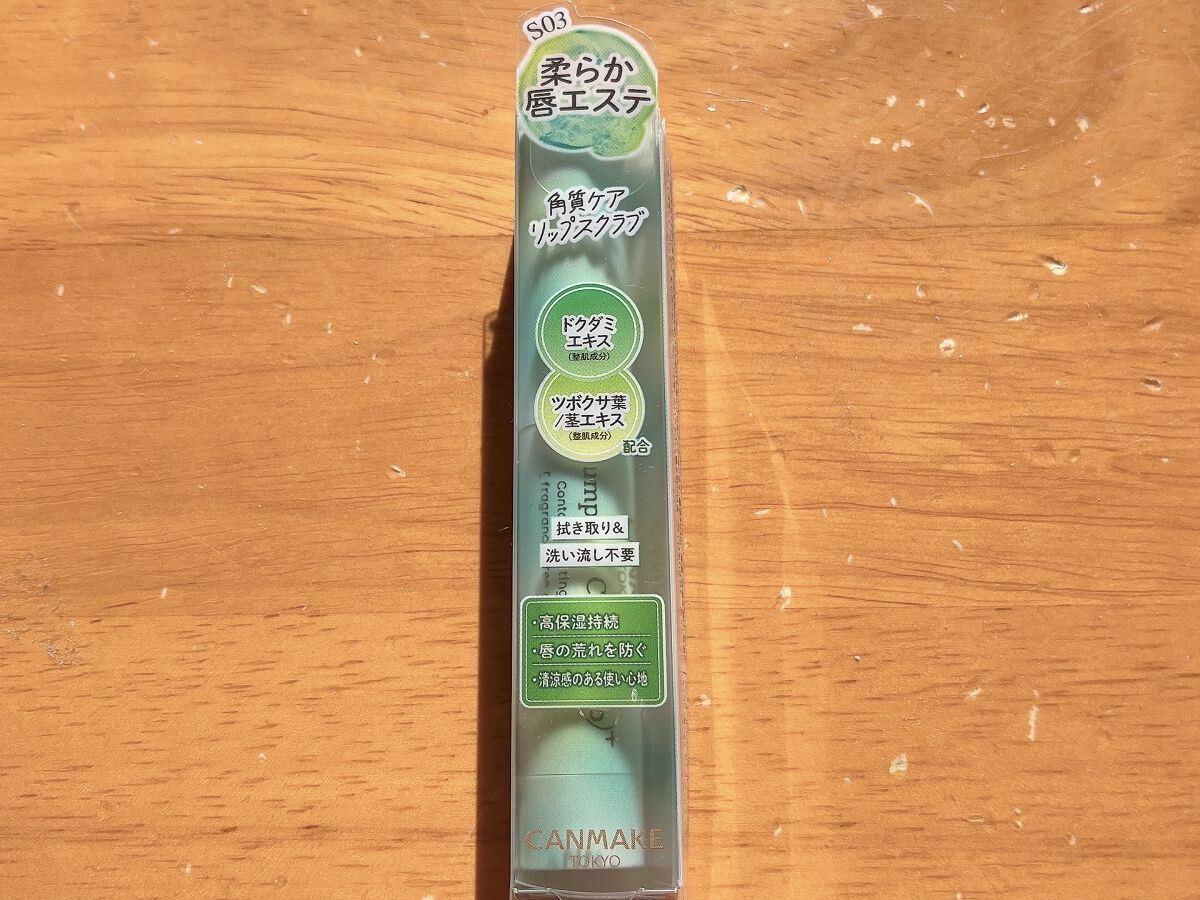 S03
柔らか
唇エステ
角質ケア
リップスクラブ
ドクダミ
エキス
(整肌成分)
ツボクサ葉
/茎エキス
(整肌成分)
配合
拭き取り&
洗い流し不要
・高保湿持続
・唇の荒れを防ぐ
・清涼感のある使い心地
CANMAKE
TOKYO